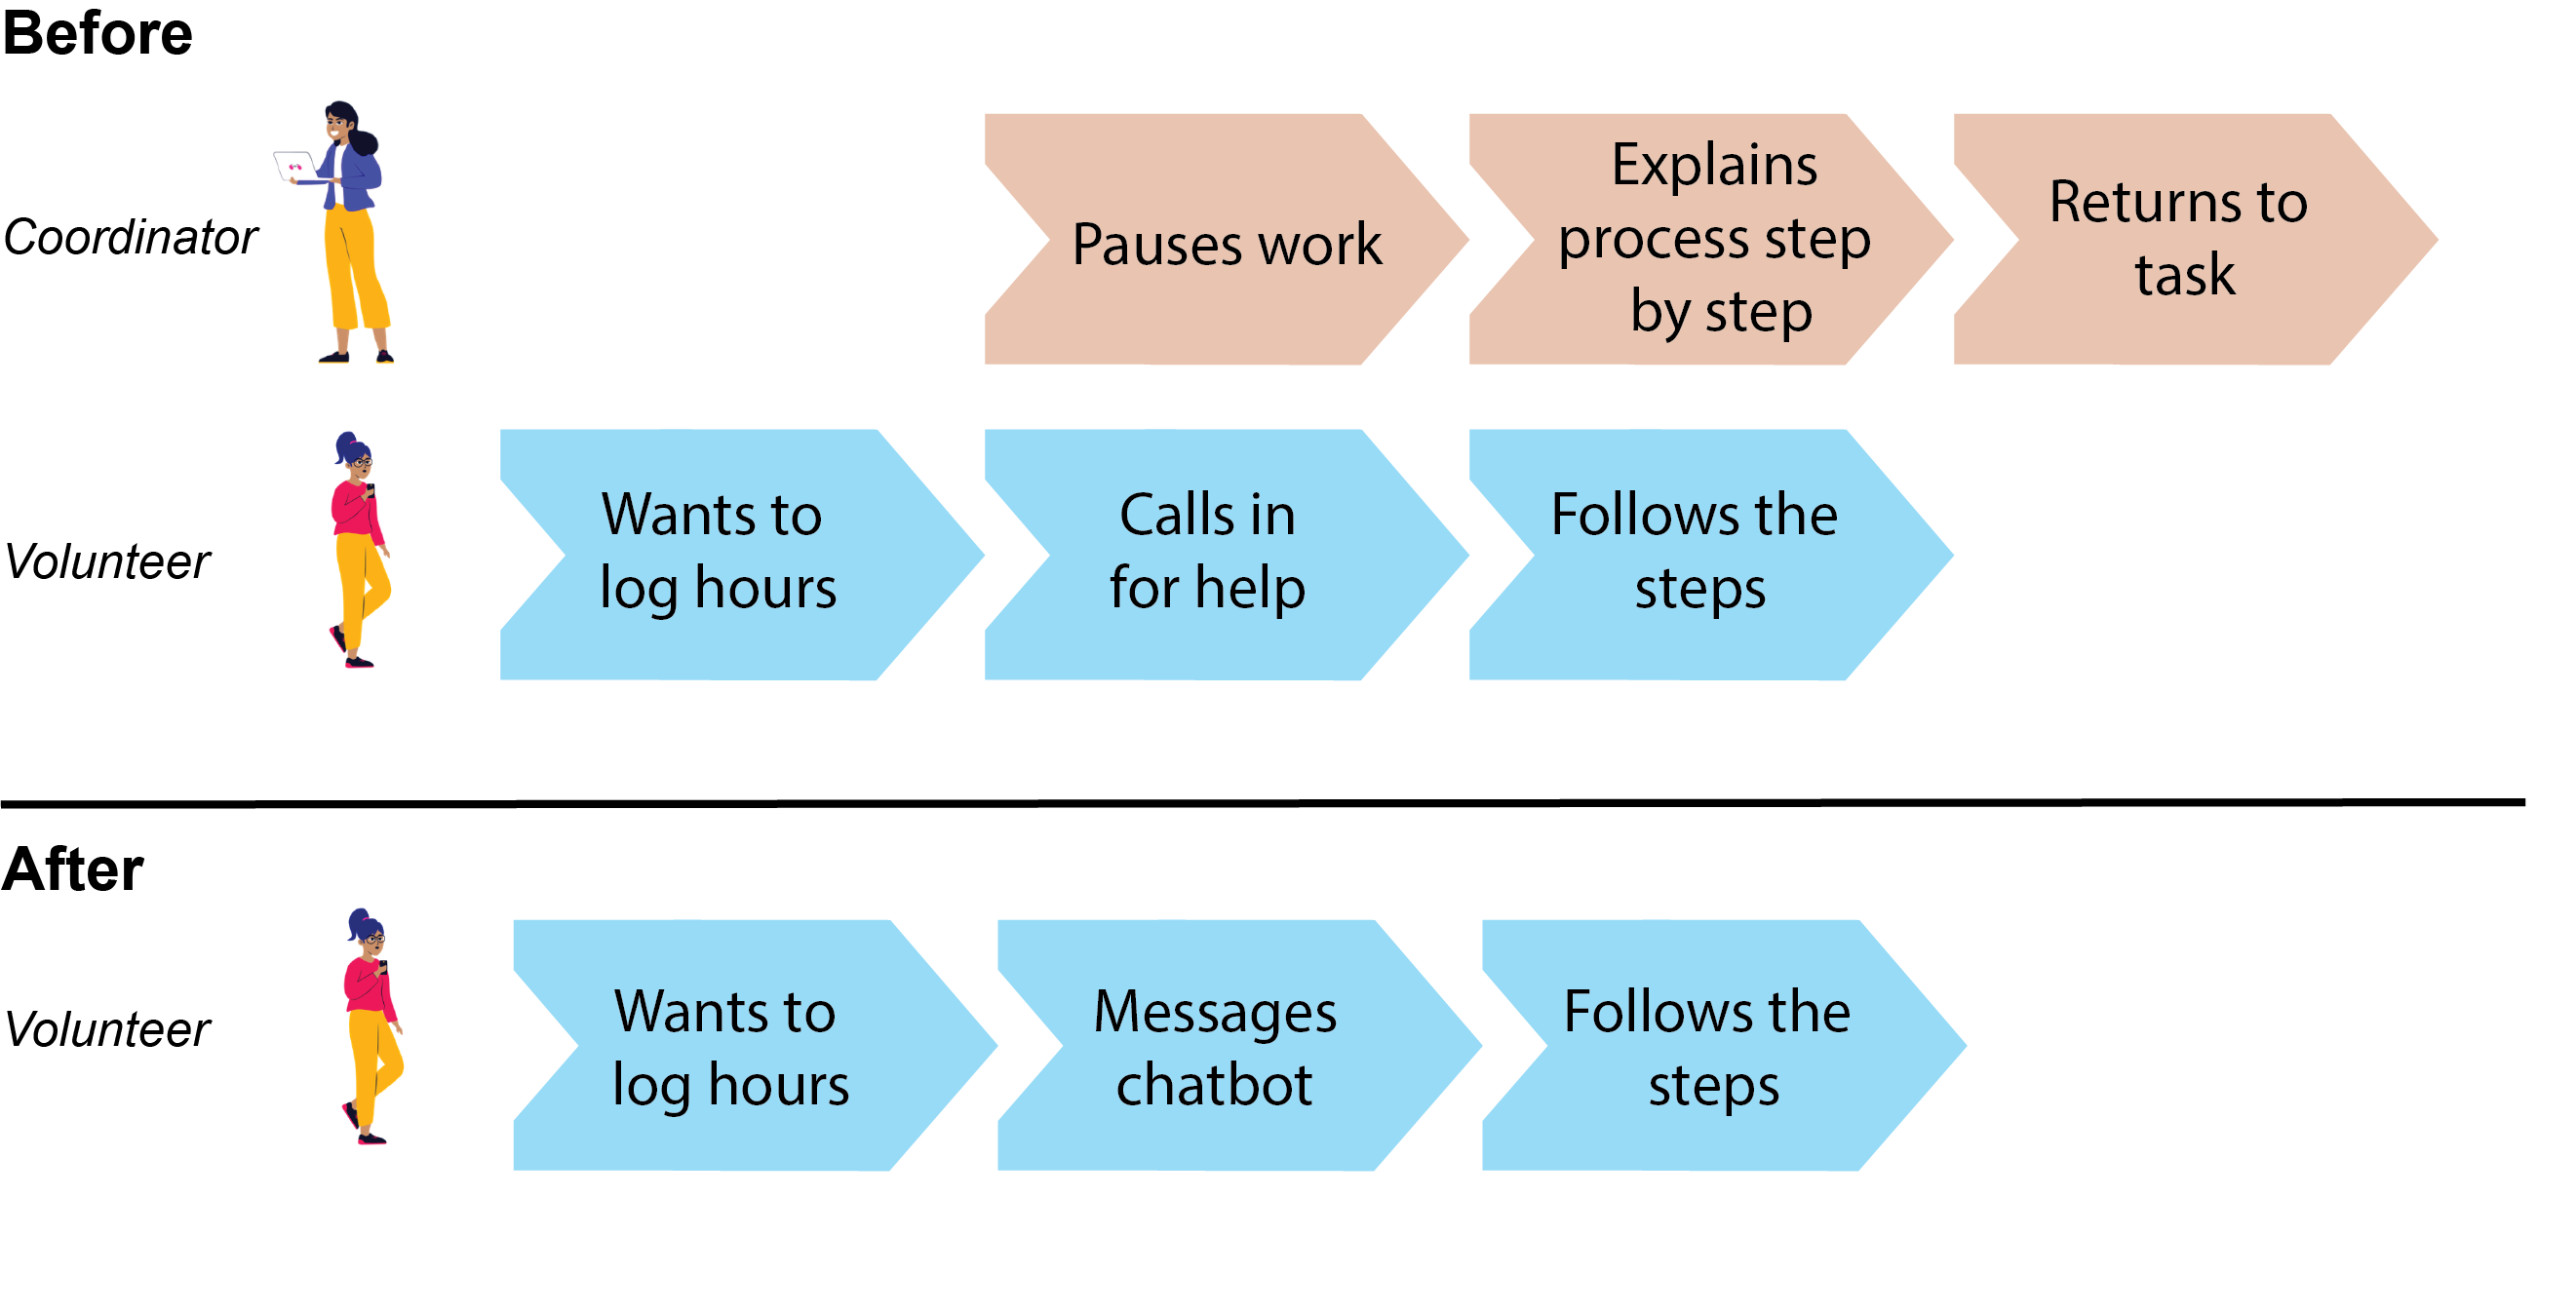 Before
Coordinator
Pauses work
Explains
process step
by step
Returns to
task
Volunteer
Wants to
log hours
Calls in
for help
Follows the
steps
After
Volunteer
Wants to
log hours
Messages
chatbot
Follows the
steps